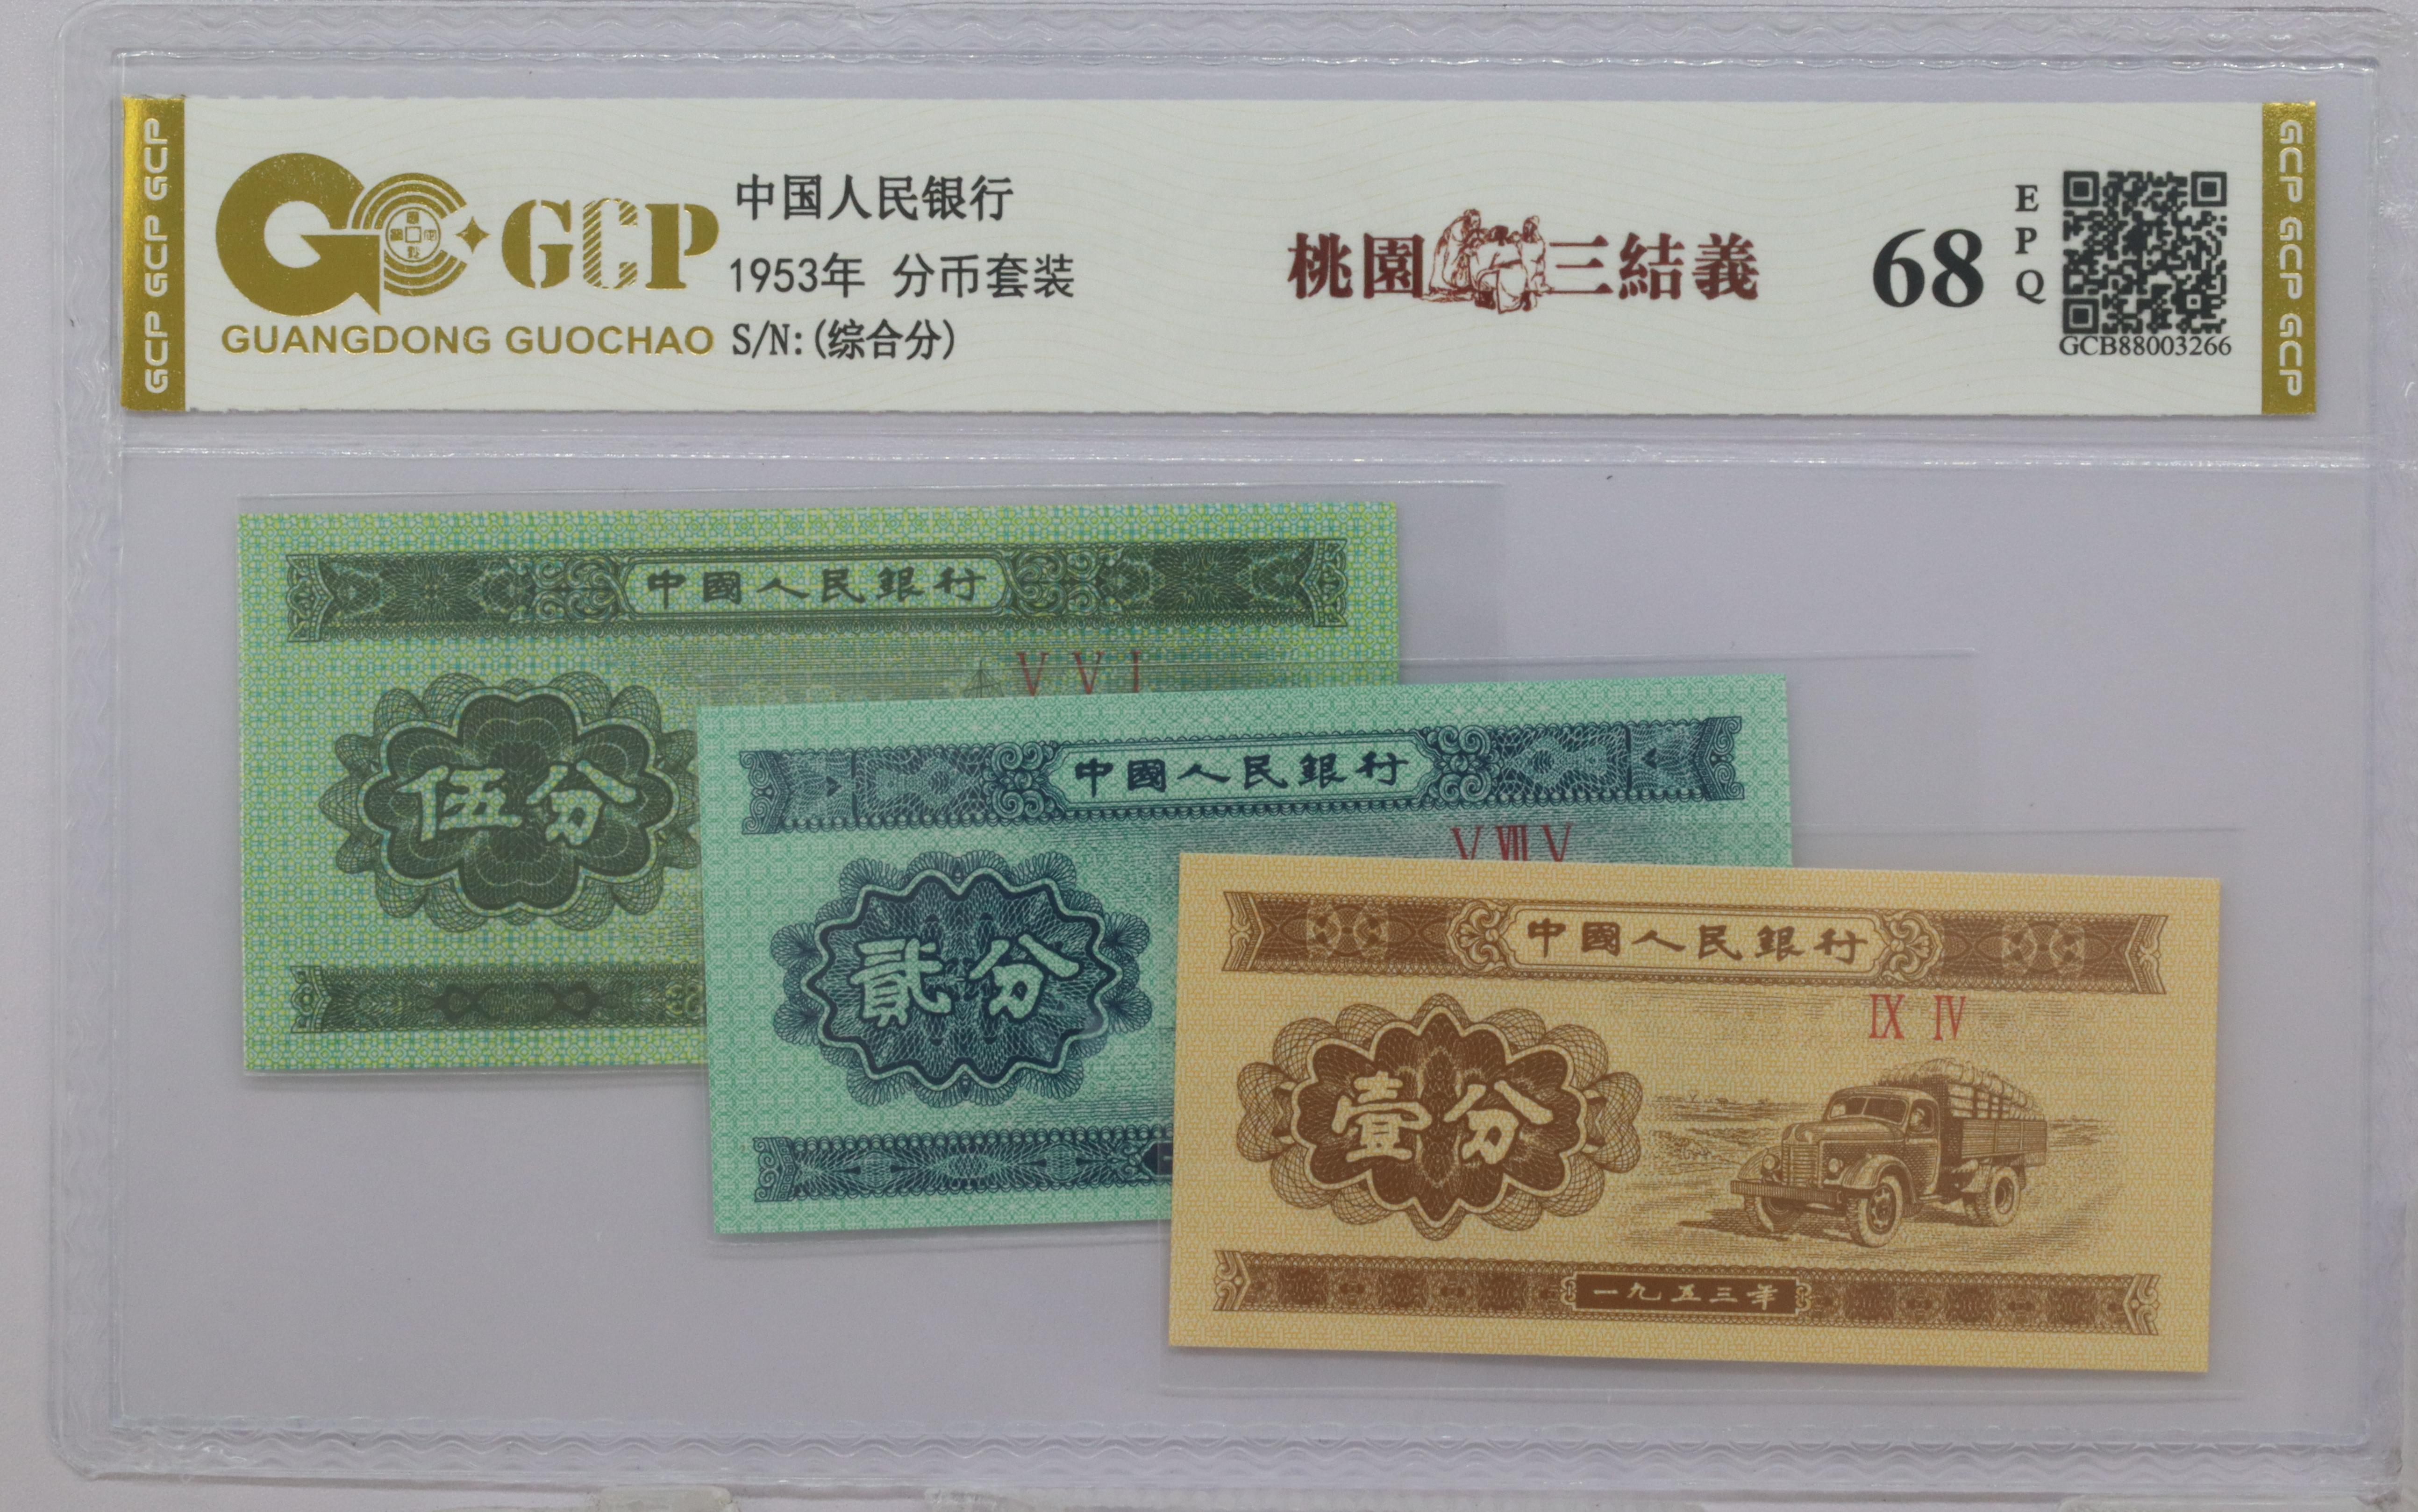 GCP GCP GCP
GCP
GUANGDONG GUOCHAO
中国人民银行
1953年 分币套装
S/N:(综合分)
桃園三結義
68
EPQ
GCB88003266
GCP GCP GCP
中國人民銀行
V V I
伍分
中國人民銀行
V VII V
貳分
中國人民銀行
IX IV
壹分
一九五三年